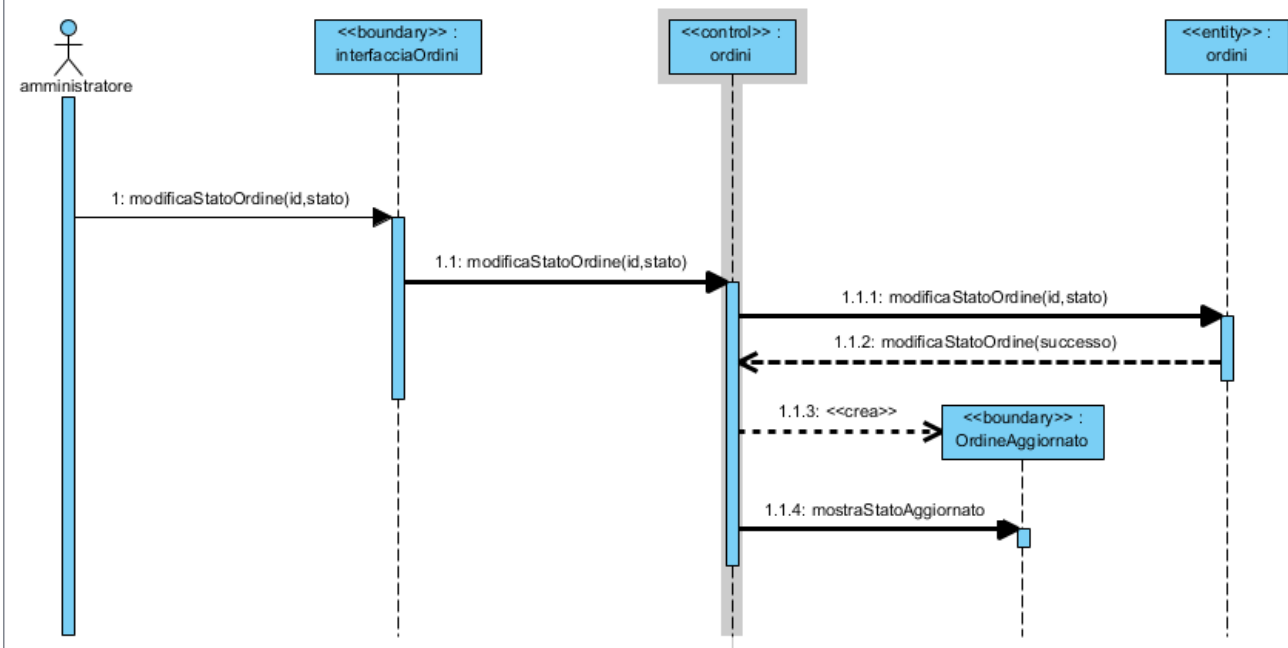 <<boundary>> :
interfacciaOrdini
<<control>> :
ordini
<<entity>> :
ordini
amministratore
1: modificaStatoOrdine(id,stato)
1.1: modificaStatoOrdine(id,stato)
1.1.1: modificaStatoOrdine(id,stato)
1.1.2: modificaStatoOrdine(successo)
1.1.3: <<crea>>
<<boundary>> :
OrdineAggiornato
1.1.4: mostraStatoAggiornato